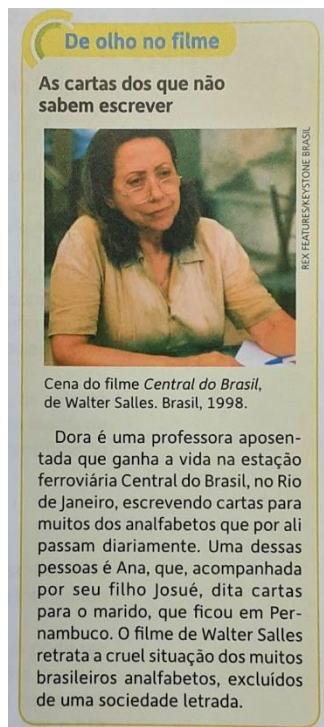 De olho no filme
As cartas dos que não
sabem escrever
REX FEATURES/KEYSTONE BRASIL
Cena do filme Central do Brasil,
de Walter Salles. Brasil, 1998.
Dora é uma professora aposen-
tada que ganha a vida na estação
ferroviária Central do Brasil, no Rio
de Janeiro, escrevendo cartas para
muitos dos analfabetos que por ali
passam diariamente. Uma dessas
pessoas é Ana, que, acompanhada
por seu filho Josué, dita cartas
para o marido, que ficou em Per-
nambuco. O filme de Walter Salles
retrata a cruel situação dos muitos
brasileiros analfabetos, excluídos
de uma sociedade letrada.